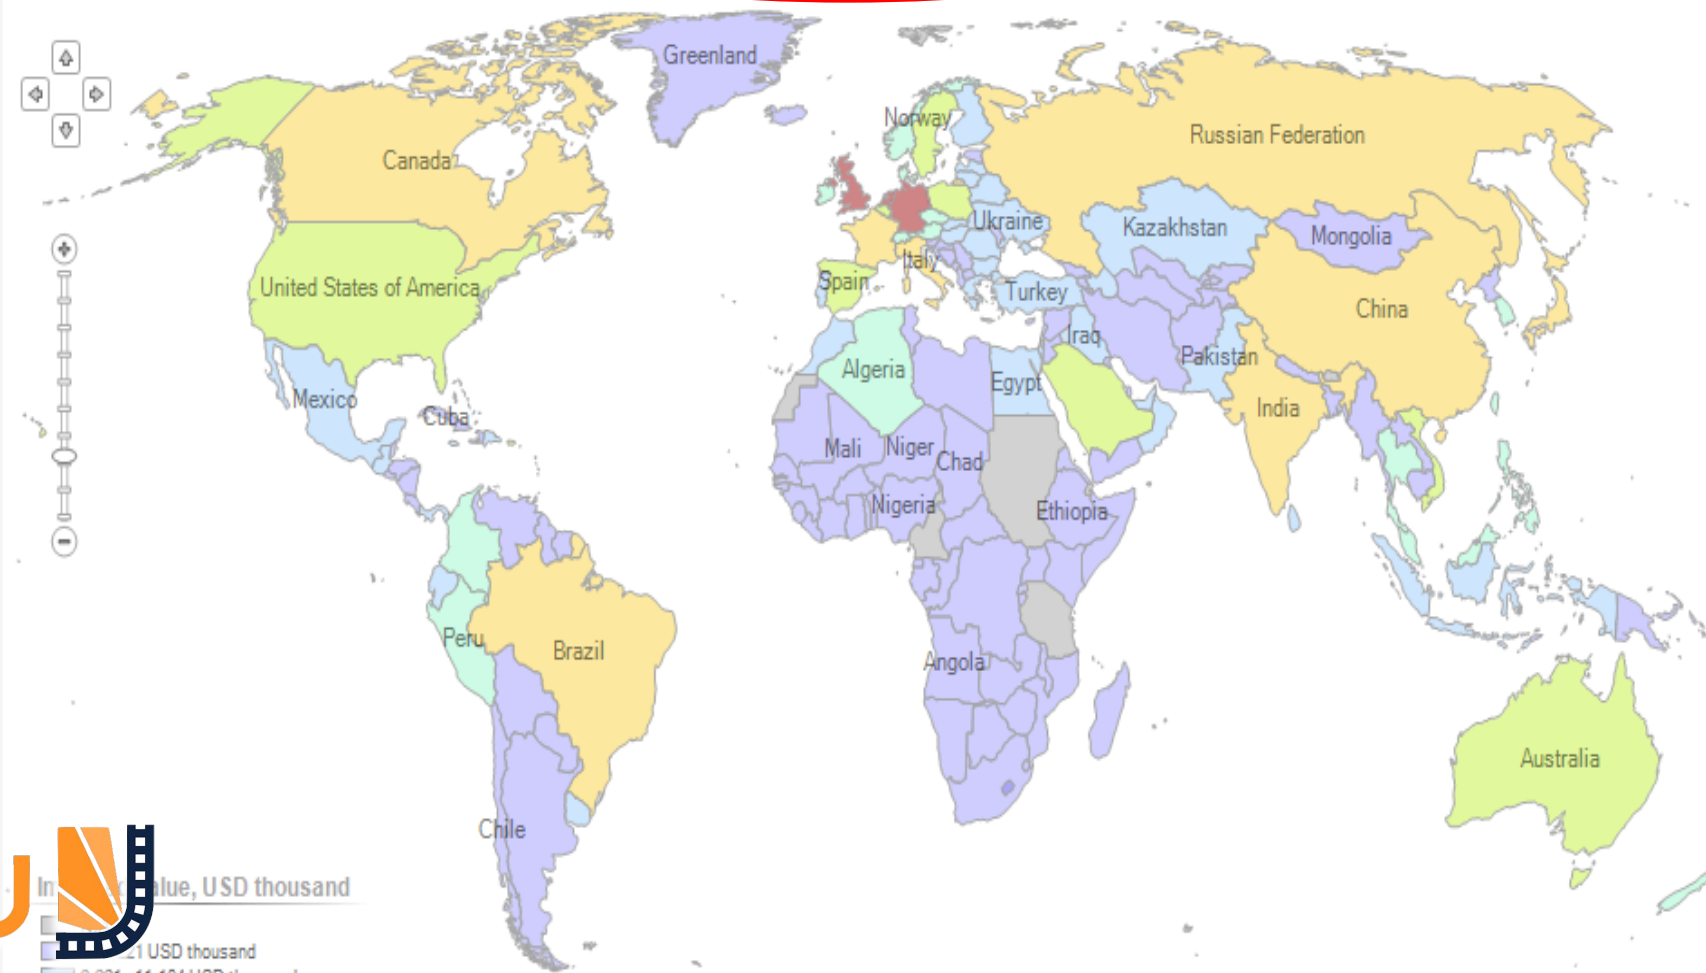 Greenland
Norway
Russian Federation
Canada
Ukraine
Kazakhstan
Mongolia
Italy
Spain
United States of America
Turkey
China
Iraq
Pakistan
Algeria
Egypt
Mexico
India
Cuba
Mali
Niger
Chad
Nigeria
Ethiopia
Peru
Brazil
Angola
Australia
Chile
USD thousand
21 USD thousand